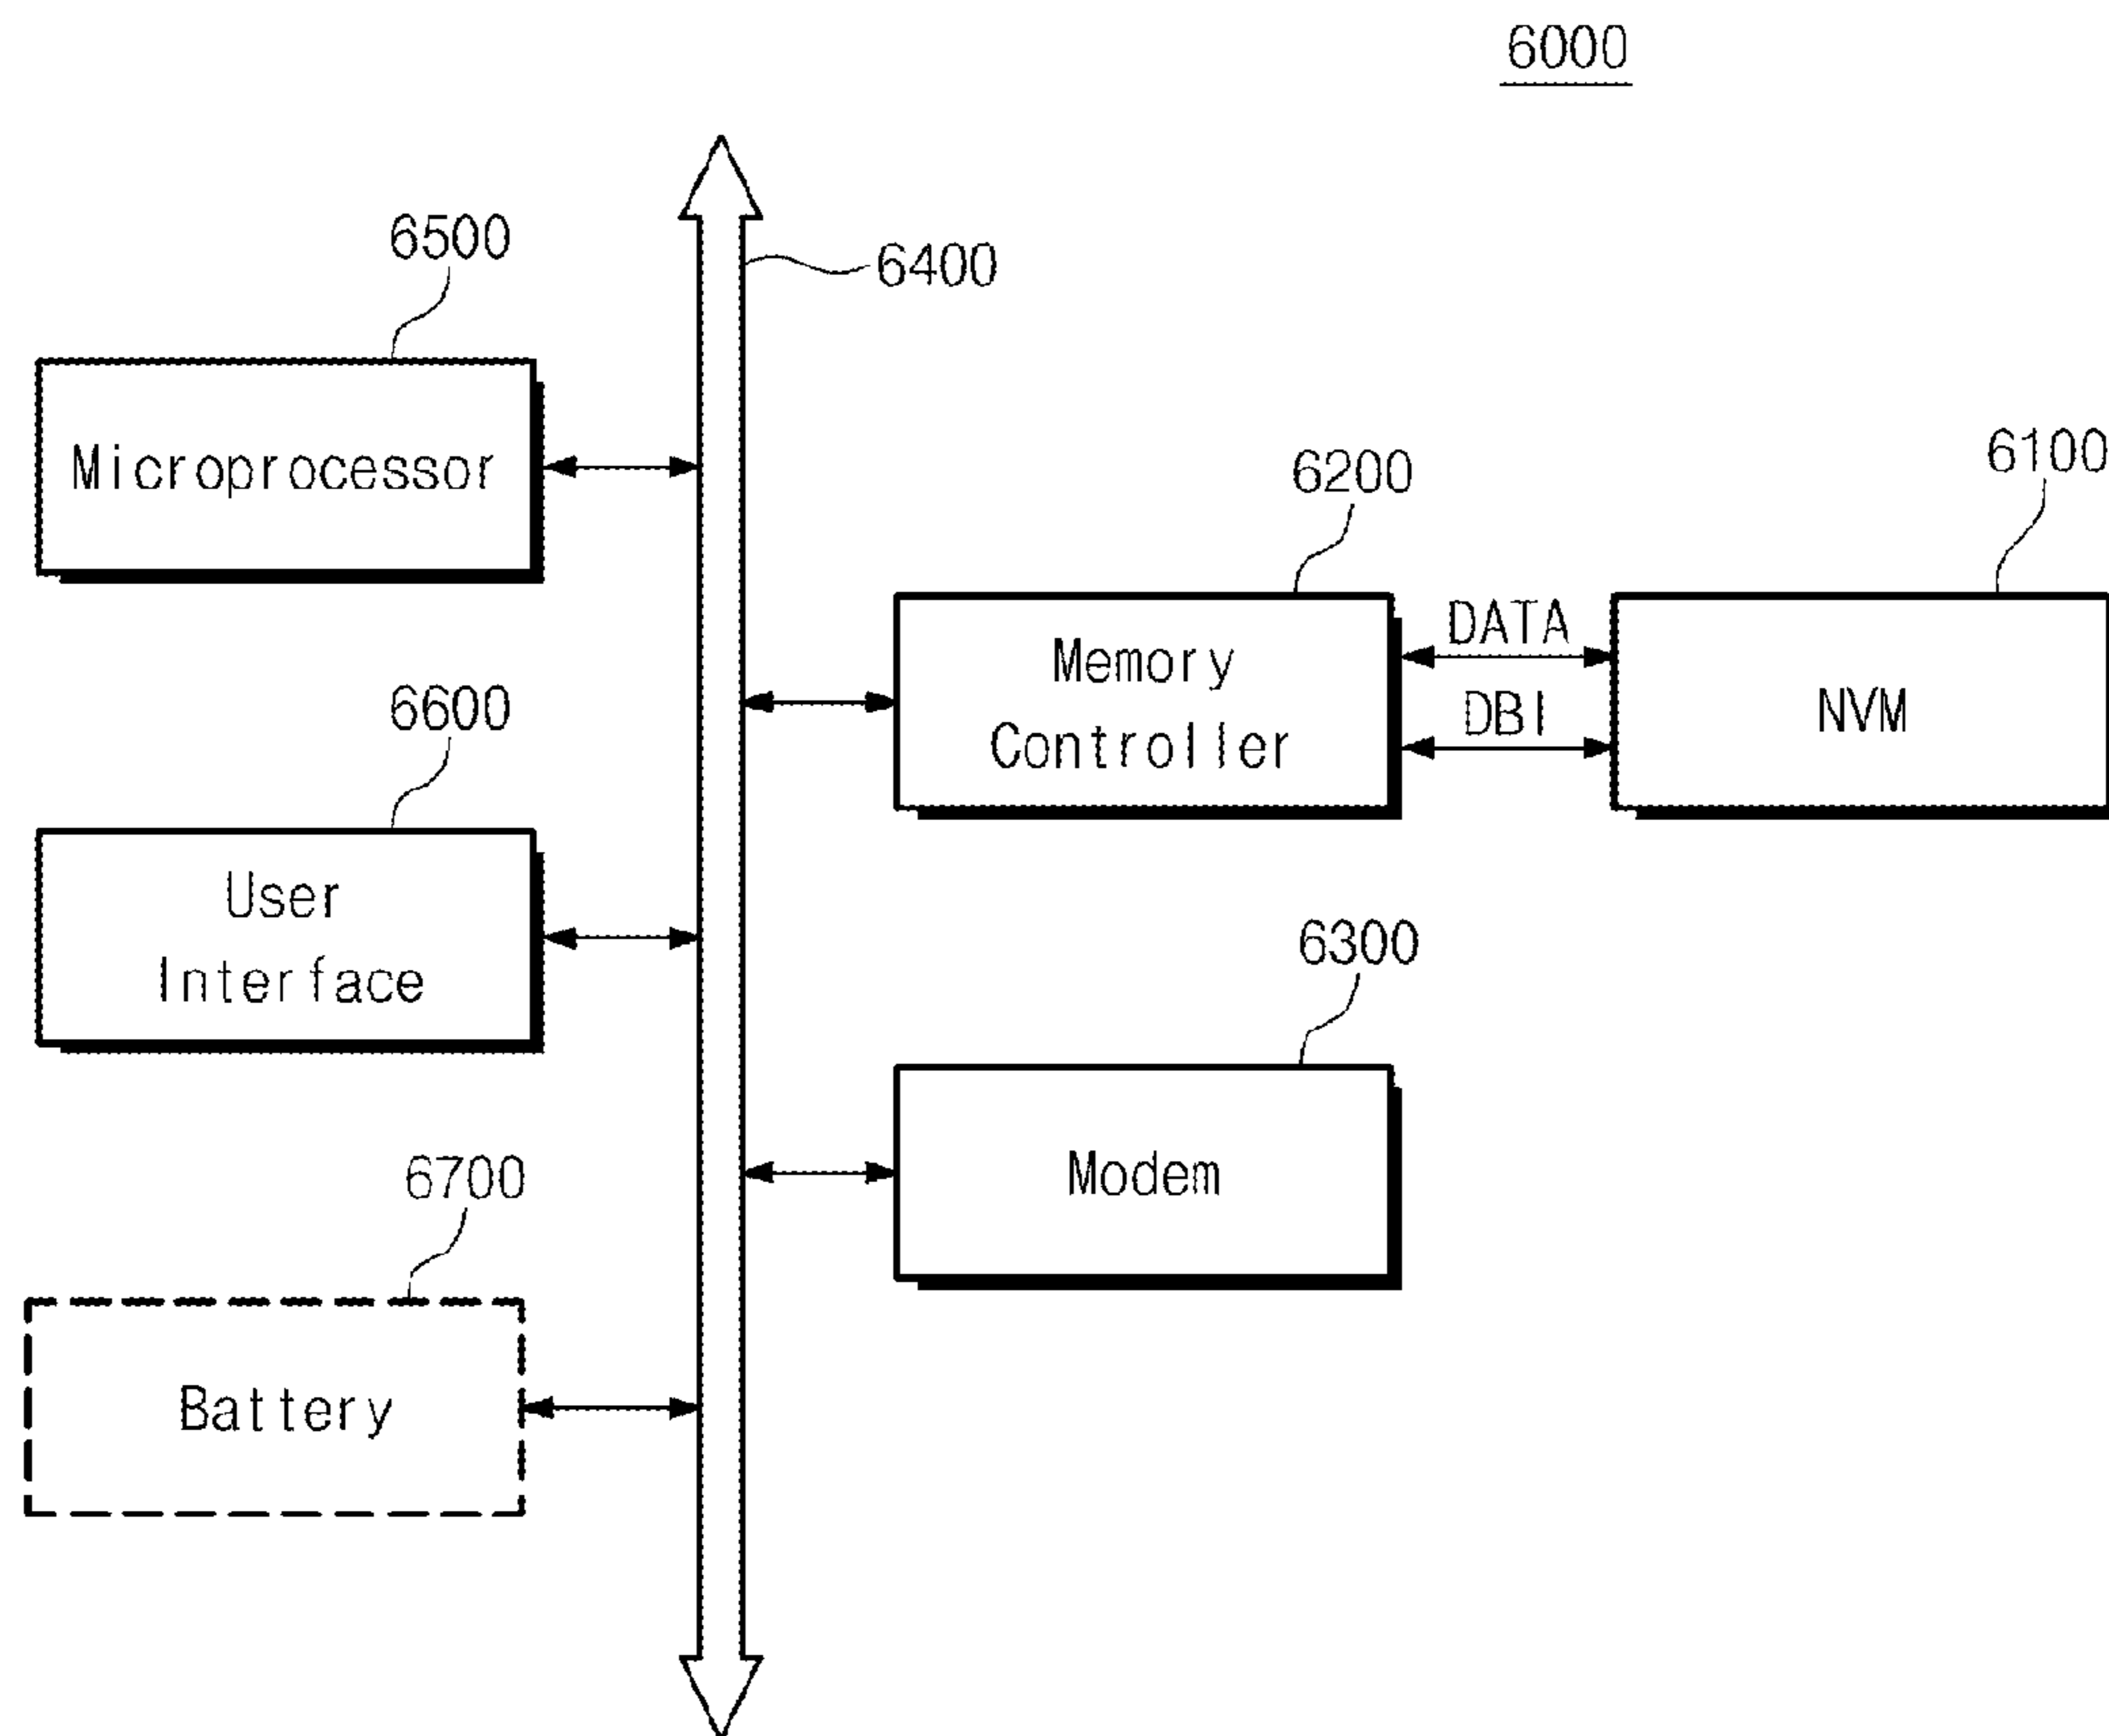 6000
6500
6400
Microprocessor
6200
6100
Memory
Controller
DATA
DBI
NVM
6600
User
Interface
6300
Modem
6700
Battery